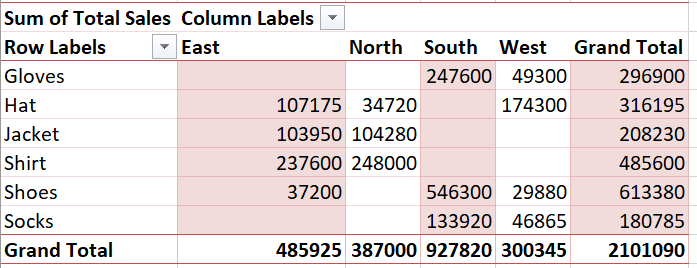 Sum of Total Sales Column Labels
Row Labels East North South West Grand Total
Gloves 247600 49300 296900
Hat 107175 34720 174300 316195
Jacket 103950 104280 208230
Shirt 237600 248000 485600
Shoes 37200 546300 29880 613380
Socks 133920 46865 180785
Grand Total 485925 387000 927820 300345 2101090